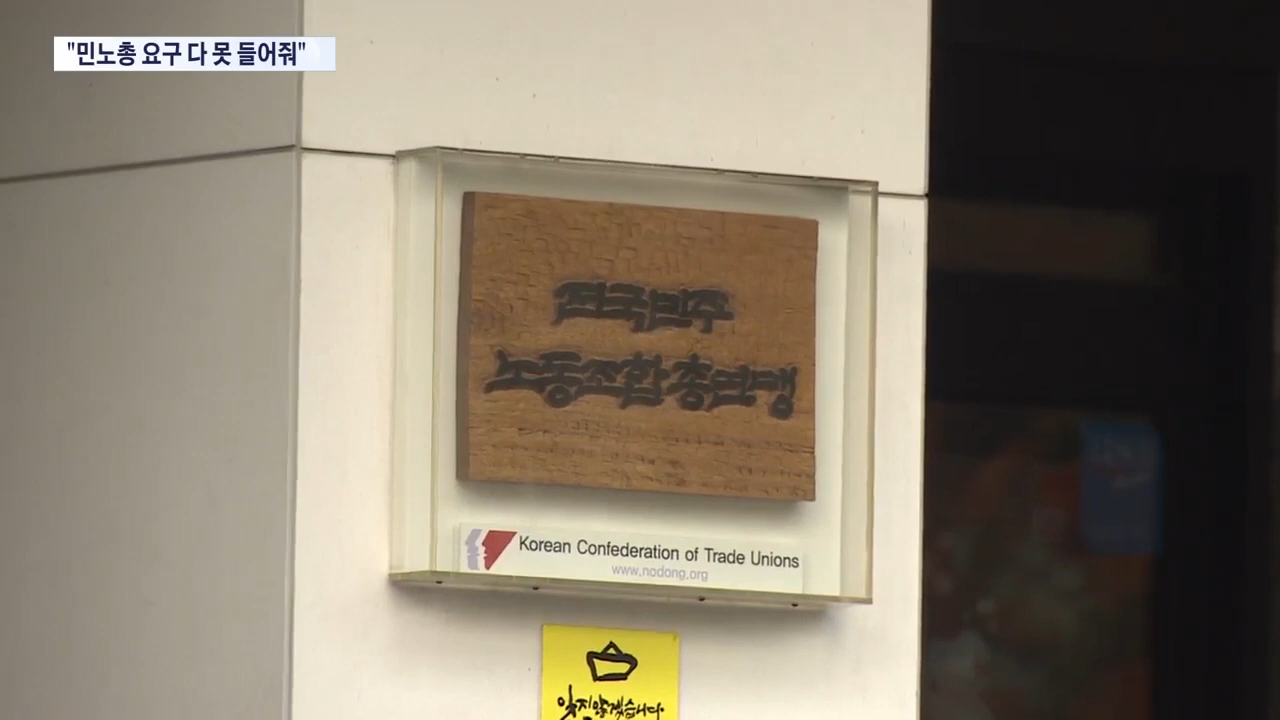 "민노총 요구 다 못 들어줘"
전국민주
노동조합총연맹
Korean Confederation of Trade Unions
www.nodong.org
잊지않겠습니다